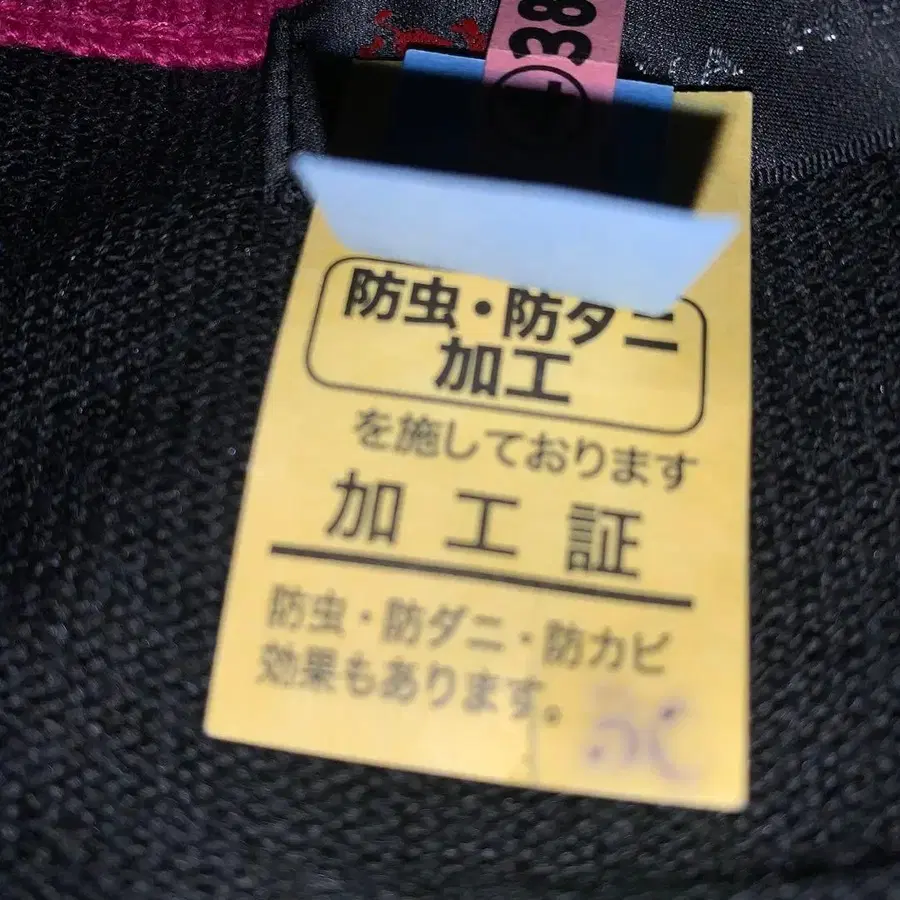 38
防虫・防ダニ
加工
を施しております
加工証
防虫・防ダニ・防カビ
効果もあります。